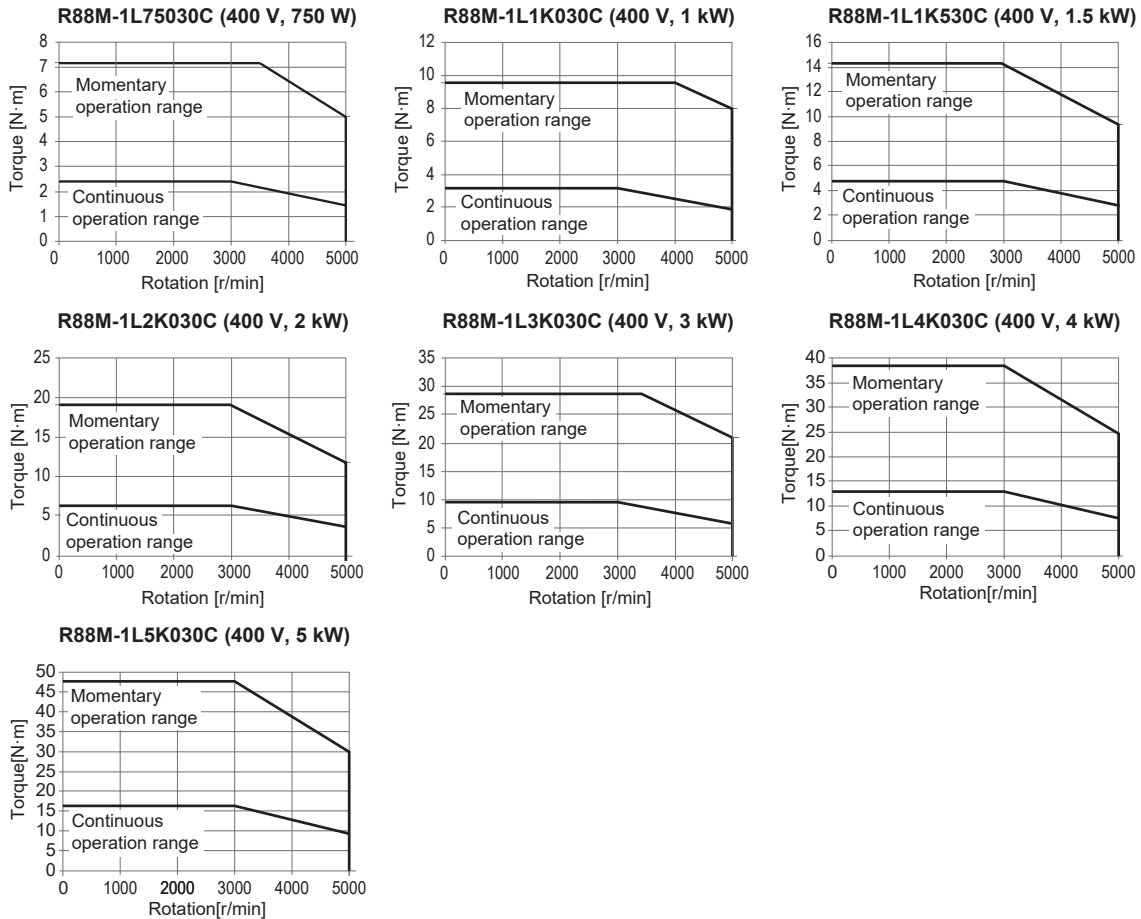 R88M-1L75030C (400 V, 750 W)
8
7
6
5
4
3
2
1
0
Torque [N·m]
Momentary
operation range
Continuous
operation range
0 1000 2000 3000 4000 5000
Rotation [r/min]
R88M-1L1K030C (400 V, 1 kW)
12
10
8
6
4
2
0
Torque [N·m]
Momentary
operation range
Continuous
operation range
0 1000 2000 3000 4000 5000
Rotation [r/min]
R88M-1L1K530C (400 V, 1.5 kW)
16
14
12
10
8
6
4
2
0
Torque [N·m]
Momentary
operation range
Continuous
operation range
0 1000 2000 3000 4000 5000
Rotation [r/min]
R88M-1L2K030C (400 V, 2 kW)
25
20
15
10
5
0
Torque [N·m]
Momentary
operation range
Continuous
operation range
0 1000 2000 3000 4000 5000
Rotation [r/min]
R88M-1L3K030C (400 V, 3 kW)
35
30
25
20
15
10
5
0
Torque [N·m]
Momentary
operation range
Continuous
operation range
0 1000 2000 3000 4000 5000
Rotation [r/min]
R88M-1L4K030C (400 V, 4 kW)
40
35
30
25
20
15
10
5
0
Torque[N·m]
Momentary
operation range
Continuous
operation range
0 1000 2000 3000 4000 5000
Rotation[r/min]
R88M-1L5K030C (400 V, 5 kW)
50
45
40
35
30
25
20
15
10
5
0
Torque[N·m]
Momentary
operation range
Continuous
operation range
0 1000 2000 3000 4000 5000
Rotation[r/min]